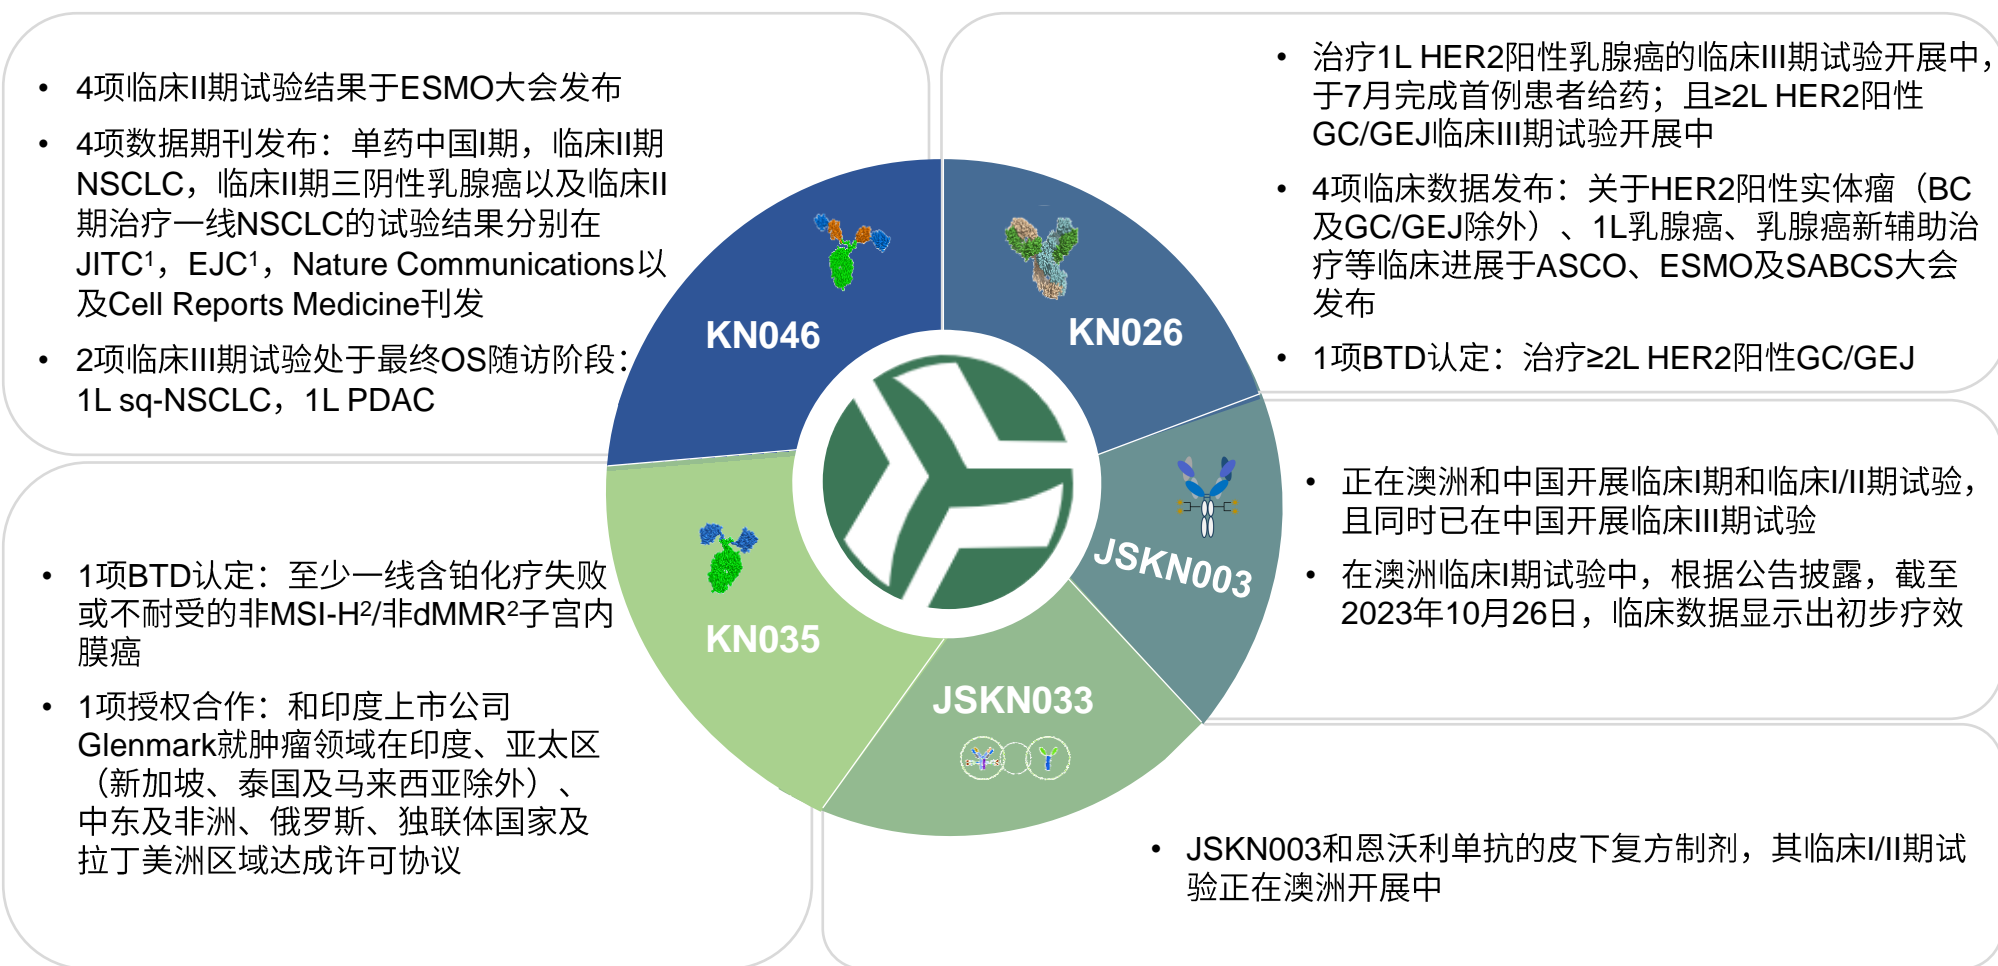 • 4项临床II期试验结果于ESMO大会发布
• 4项数据期刊发布：单药中国I期，临床II期
NSCLC，临床II期三阴性乳腺癌以及临床II
期治疗一线NSCLC的试验结果分别在
JITC¹，EJC¹，Nature Communications以
及Cell Reports Medicine刊发
• 2项临床III期试验处于最终OS随访阶段：
1L sq-NSCLC，1L PDAC
• 治疗1L HER2阳性乳腺癌的临床III期试验开展中，
于7月完成首例患者给药；且≥2L HER2阳性
GC/GEJ临床III期试验开展中
• 4项临床数据发布：关于HER2阳性实体瘤（BC
及GC/GEJ除外）、1L乳腺癌、乳腺癌新辅助治
疗等临床进展于ASCO、ESMO及SABCS大会
发布
• 1项BTD认定：治疗≥2L HER2阳性GC/GEJ
KN046
KN026
JSKN003
KN035
JSKN033
• 正在澳洲和中国开展临床I期和临床I/II期试验，
且同时已在中国开展临床III期试验
• 在澳洲临床I期试验中，根据公告披露，截至
2023年10月26日，临床数据显示出初步疗效
• 1项BTD认定：至少一线含铂化疗失败
或不耐受的非MSI-H²/非dMMR²子宫内
膜癌
• 1项授权合作：和印度上市公司
Glenmark就肿瘤领域在印度、亚太区
（新加坡、泰国及马来西亚除外）、
中东及非洲、俄罗斯、独联体国家及
拉丁美洲区域达成许可协议
• JSKN003和恩沃利单抗的皮下复方制剂，其临床I/II期试
验正在澳洲开展中